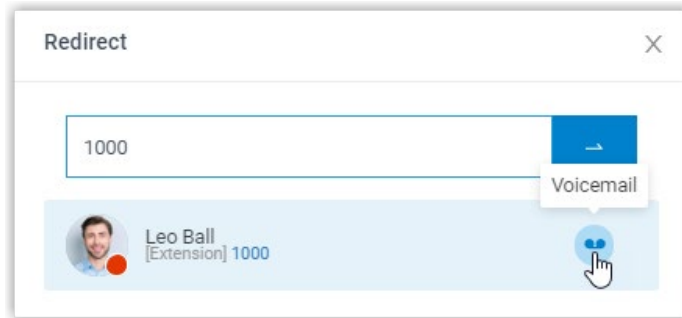 Redirect
1000
Voicemail
Leo Ball
[Extension] 1000